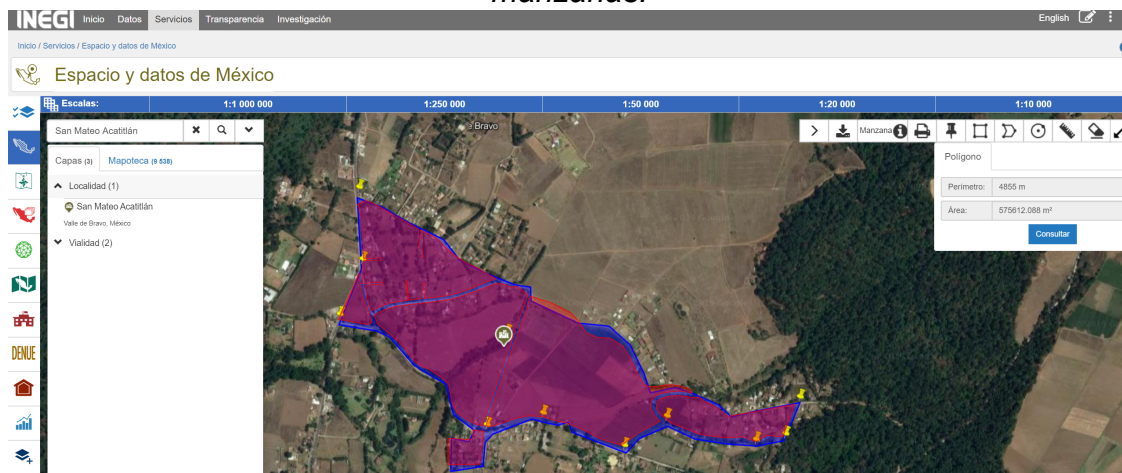 manzanas.
INEGI Inicio Datos Servicios Transparencia Investigación English
Inicio / Servicios / Espacio y datos de México
Espacio y datos de México
Escalas: 1:1 000 000 1:250 000 1:50 000 1:20 000 1:10 000
San Mateo Acatitlán
Bravo
Manzana
Capas (3) Mapoteca (9 538)
Polígono
Localidad (1)
Perimetro: 4855 m
San Mateo Acatitlán
Área: 575612.088 m²
Valle de Bravo, México
Consultar
Vialidad (2)
DENUE